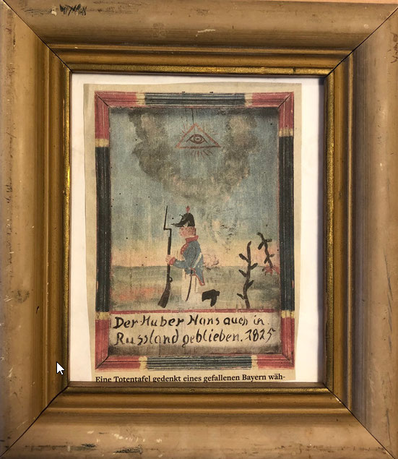 Der Huber Hans auch in
Russland geblieben. 1825
Eine Totentafel gedenkt eines gefallenen Bayern wäh-